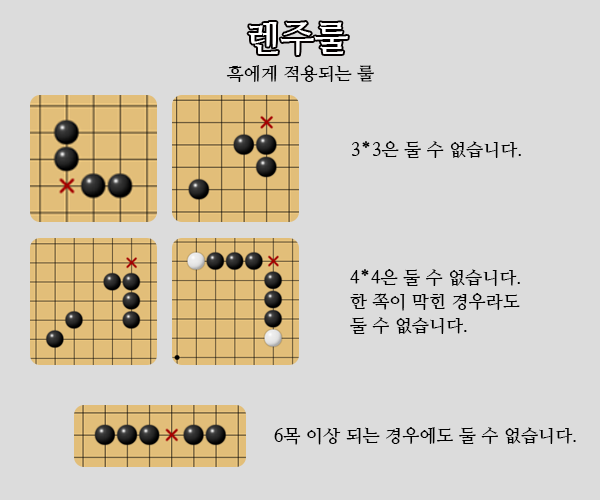 렌주룰
흑에게 적용되는 룰
3*3은 둘 수 없습니다.
4*4은 둘 수 없습니다.
한 쪽이 막힌 경우라도
둘 수 없습니다.
6목 이상 되는 경우에도 둘 수 없습니다.